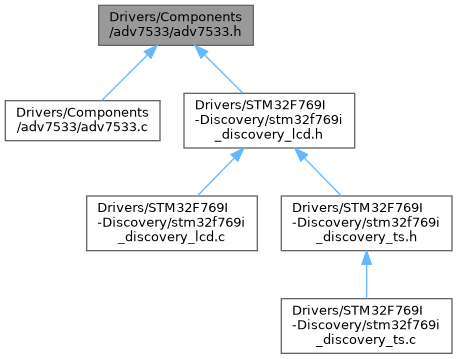 Drivers/Components
/adv7533/adv7533.h
Drivers/Components
/adv7533/adv7533.c
Drivers/STM32F769I
-Discovery/stm32f769i
_discovery_lcd.h
Drivers/STM32F769I
-Discovery/stm32f769i
_discovery_lcd.c
Drivers/STM32F769I
-Discovery/stm32f769i
_discovery_ts.h
Drivers/STM32F769I
-Discovery/stm32f769i
_discovery_ts.c